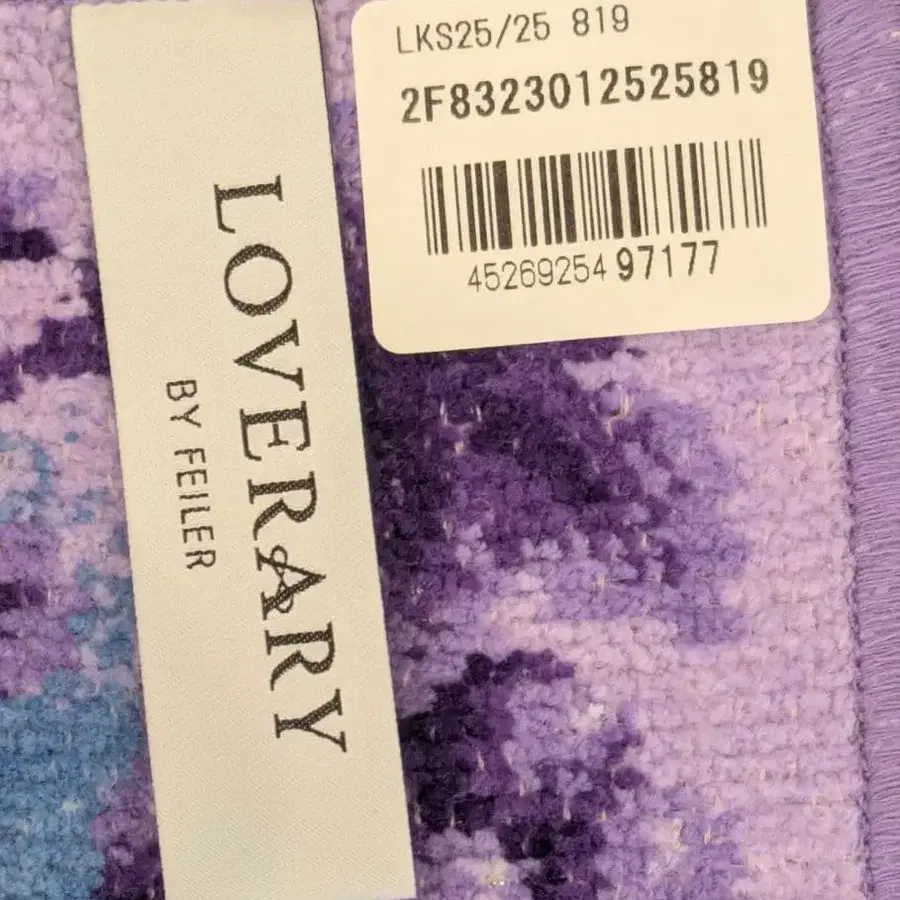 LKS25/25 819
2F8323012525819
4526925497177
LOVERARY
BY FEILER